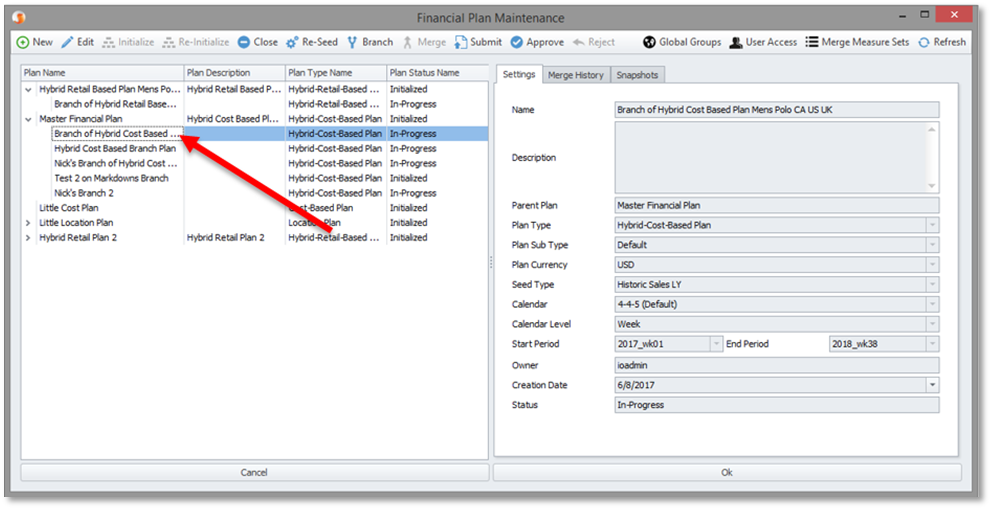 Financial Plan Maintenance
New Edit Initialize Re-Initialize Close Re-Seed Branch Merge Submit Approve Reject Global Groups User Access Merge Measure Sets Refresh
Plan Name Plan Description Plan Type Name Plan Status Name
Hybrid Retail Based Plan Mens Po... Hybrid Retail Based P... Hybrid-Retail-Based ... Initialized
Branch of Hybrid Retail Base... Hybrid-Retail-Based ... In-Progress
Master Financial Plan Hybrid Cost Based Pl... Hybrid-Cost-Based Plan Initialized
Branch of Hybrid Cost Based ... Hybrid-Cost-Based Plan In-Progress
Hybrid Cost Based Branch Plan Hybrid-Cost-Based Plan Initialized
Nick's Branch of Hybrid Cost ... Hybrid-Cost-Based Plan In-Progress
Test 2 on Markdowns Branch Hybrid-Cost-Based Plan Initialized
Nick's Branch 2 Hybrid-Cost-Based Plan In-Progress
Little Cost Plan Cost-Based Plan Initialized
Little Location Plan Location Plan Initialized
Hybrid Retail Plan 2 Hybrid Retail Plan 2 Hybrid-Retail-Based ... Initialized
Cancel
Settings Merge History Snapshots
Name Branch of Hybrid Cost Based Plan Mens Polo CA US UK
Description
Parent Plan Master Financial Plan
Plan Type Hybrid-Cost-Based Plan
Plan Sub Type Default
Plan Currency USD
Seed Type Historic Sales LY
Calendar 4-4-5 (Default)
Calendar Level Week
Start Period 2017_wk01 End Period 2018_wk38
Owner ioadmin
Creation Date 6/8/2017
Status In-Progress
Ok